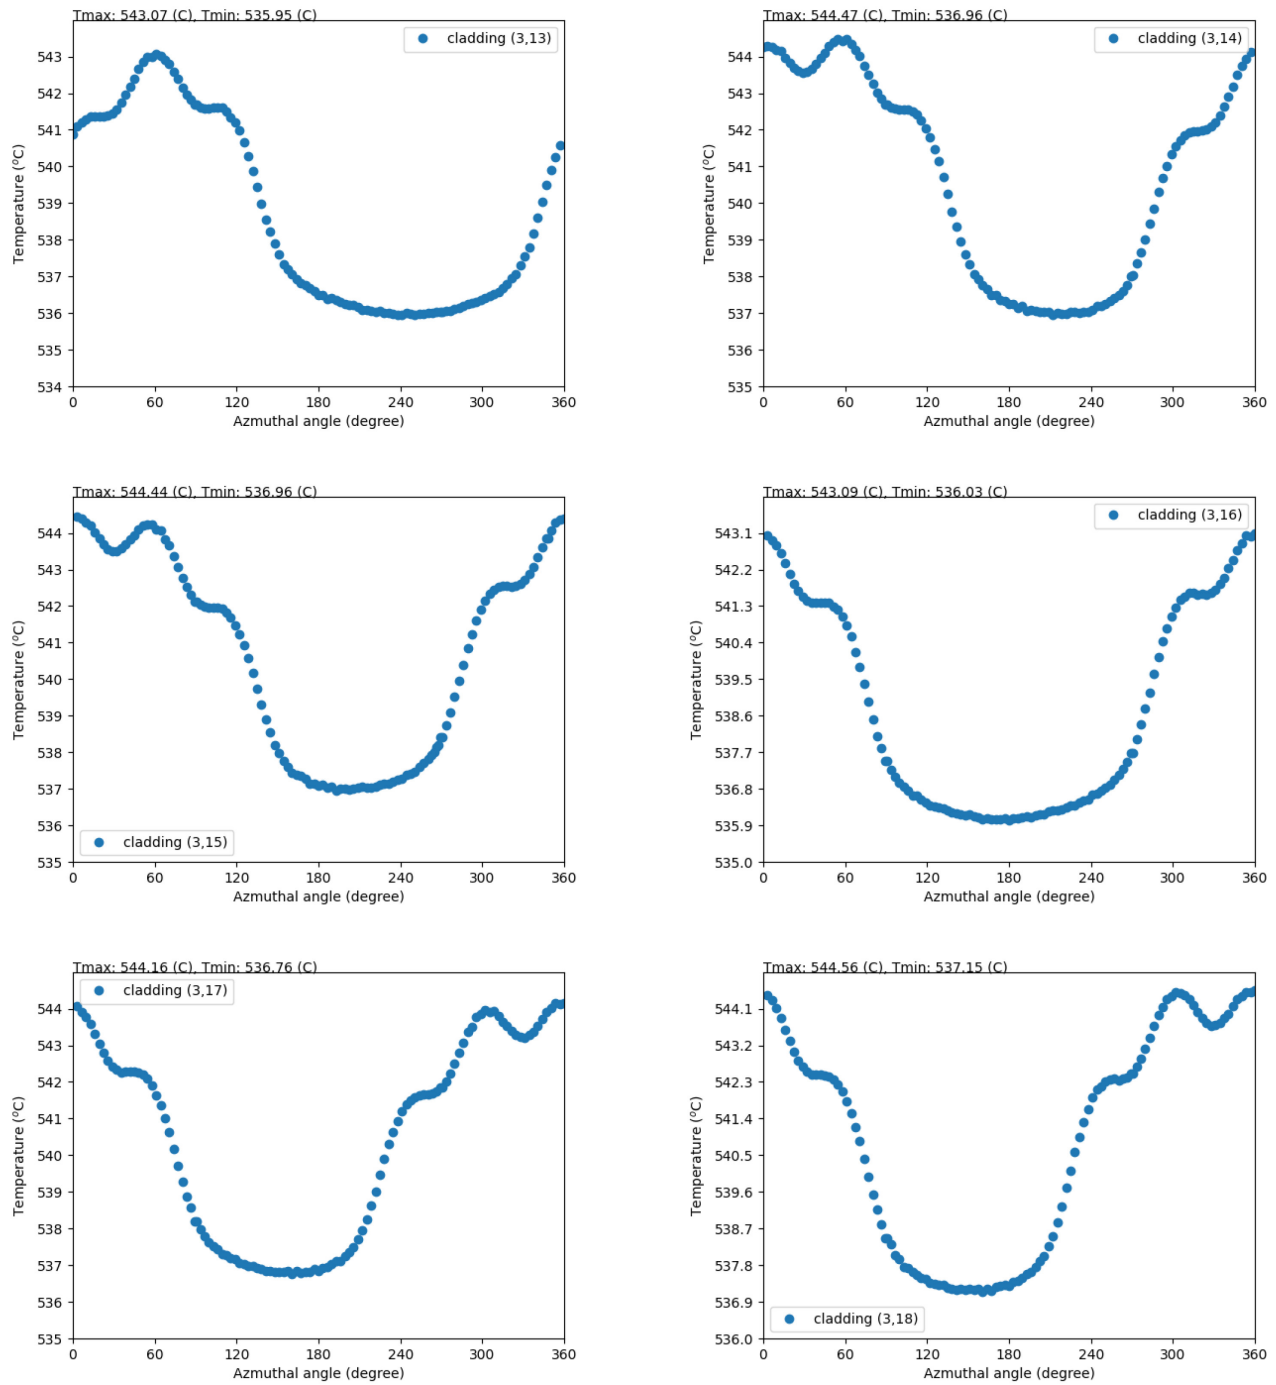 Tmax: 543.07 (C), Tmin: 535.95 (C)
cladding (3,13)
543
542
541
540
539
538
537
536
535
534
Temperature (°C)
0 60 120 180 240 300 360
Azmuthal angle (degree)
Tmax: 544.47 (C), Tmin: 536.96 (C)
cladding (3,14)
544
543
542
541
540
539
538
537
536
535
Temperature (°C)
0 60 120 180 240 300 360
Azmuthal angle (degree)
Tmax: 544.44 (C), Tmin: 536.96 (C)
544
543
542
541
540
539
538
537
536
535
Temperature (°C)
cladding (3,15)
0 60 120 180 240 300 360
Azmuthal angle (degree)
Tmax: 543.09 (C), Tmin: 536.03 (C)
cladding (3,16)
543.1
542.2
541.3
540.4
539.5
538.6
537.7
536.8
535.9
535.0
Temperature (°C)
0 60 120 180 240 300 360
Azmuthal angle (degree)
Tmax: 544.16 (C), Tmin: 536.76 (C)
cladding (3,17)
544
543
542
541
540
539
538
537
536
535
Temperature (°C)
0 60 120 180 240 300 360
Azmuthal angle (degree)
Tmax: 544.56 (C), Tmin: 537.15 (C)
544.1
543.2
542.3
541.4
540.5
539.6
538.7
537.8
536.9
536.0
Temperature (°C)
cladding (3,18)
0 60 120 180 240 300 360
Azmuthal angle (degree)